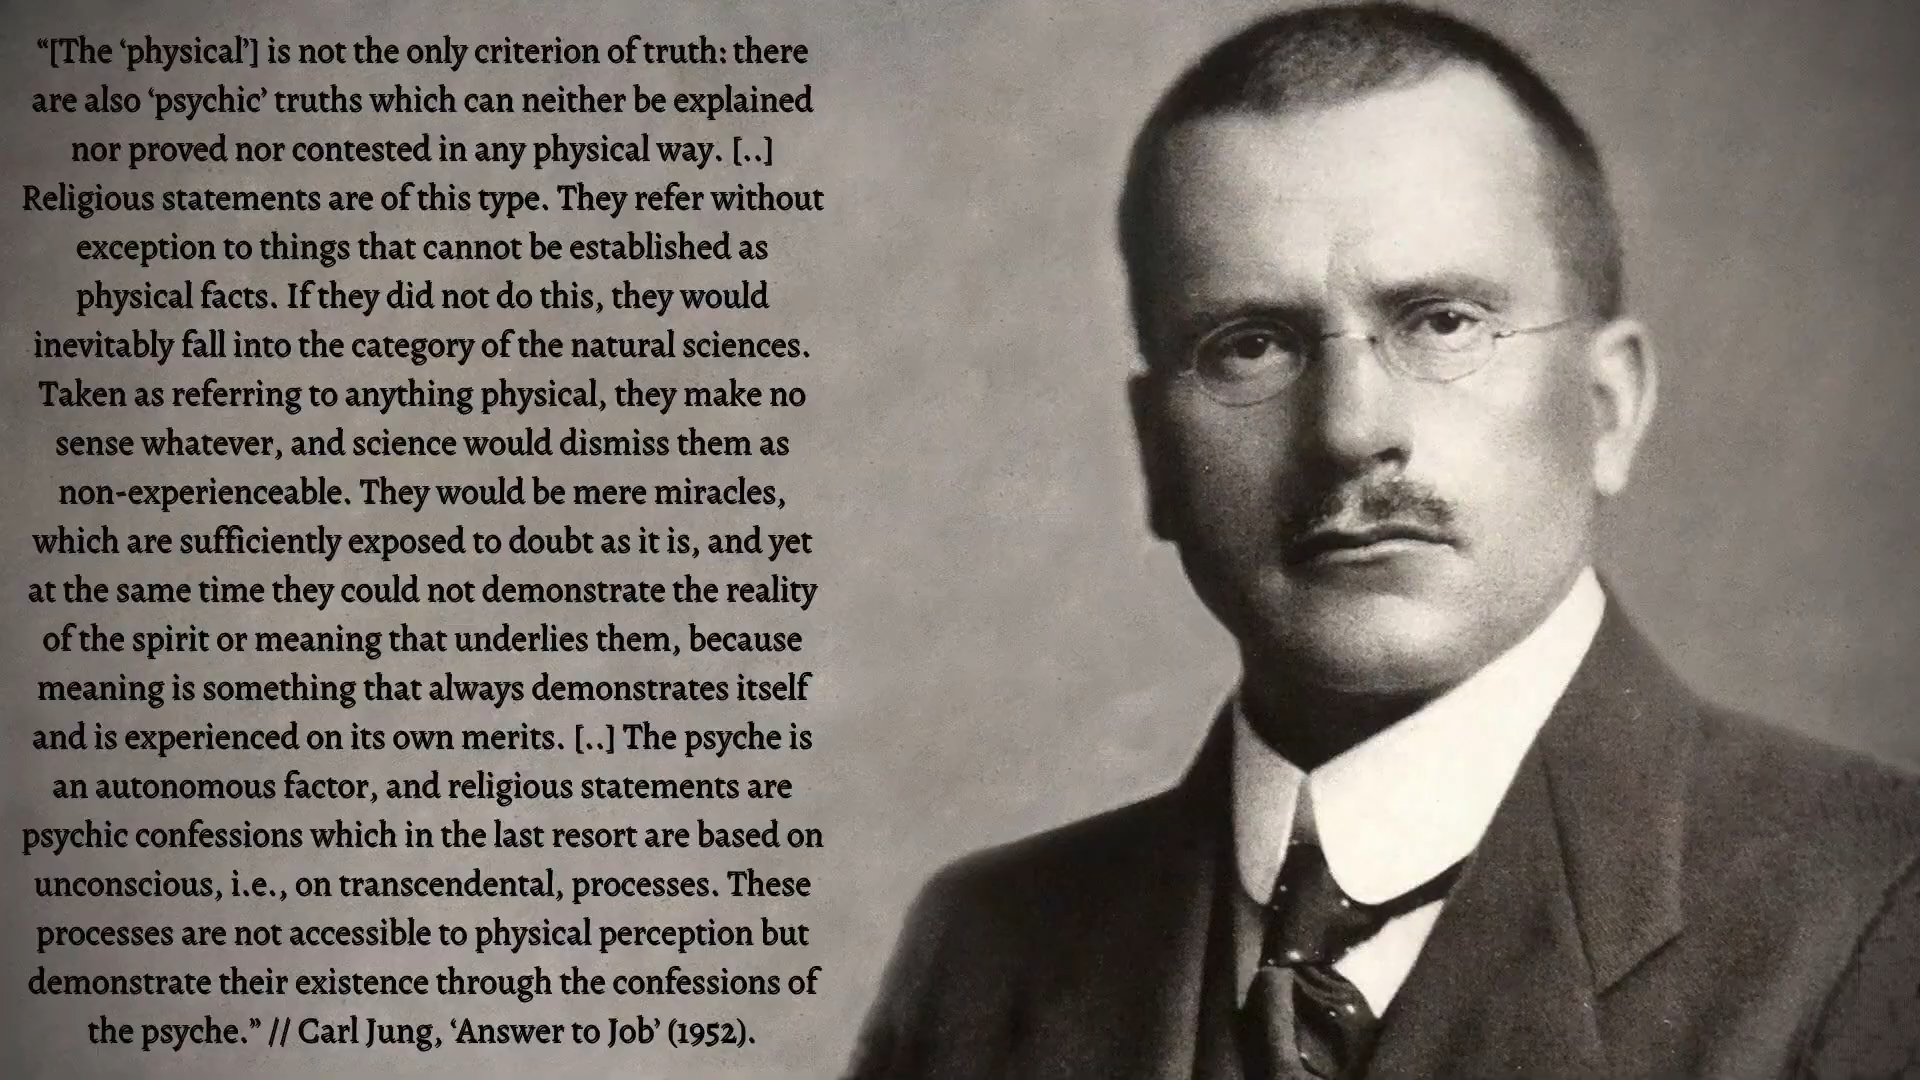 “[The ‘physical’] is not the only criterion of truth: there
are also ‘psychic’ truths which can neither be explained
nor proved nor contested in any physical way. [..]
Religious statements are of this type. They refer without
exception to things that cannot be established as
physical facts. If they did not do this, they would
inevitably fall into the category of the natural sciences.
Taken as referring to anything physical, they make no
sense whatever, and science would dismiss them as
non-experienceable. They would be mere miracles,
which are sufficiently exposed to doubt as it is, and yet
at the same time they could not demonstrate the reality
of the spirit or meaning that underlies them, because
meaning is something that always demonstrates itself
and is experienced on its own merits. [..] The psyche is
an autonomous factor, and religious statements are
psychic confessions which in the last resort are based on
unconscious, i.e., on transcendental, processes. These
processes are not accessible to physical perception but
demonstrate their existence through the confessions of
the psyche.” // Carl Jung, ‘Answer to Job’ (1952).